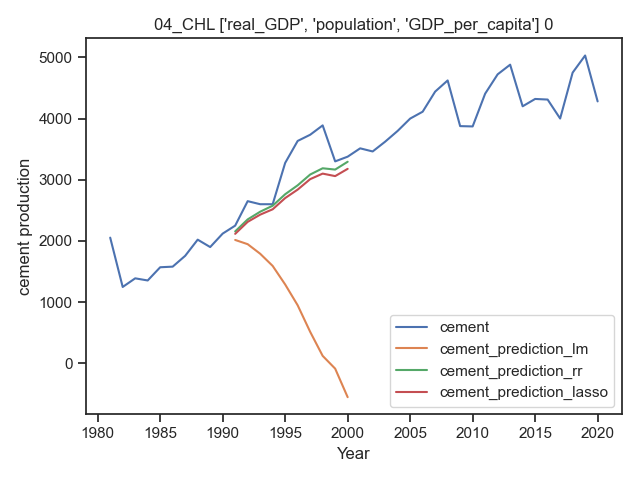 04_CHL ['real_GDP', 'population', 'GDP_per_capita'] 0
5000
4000
3000
2000
1000
0
cement production
cement
cement_prediction_lm
cement_prediction_rr
cement_prediction_lasso
1980 1985 1990 1995 2000 2005 2010 2015 2020
Year